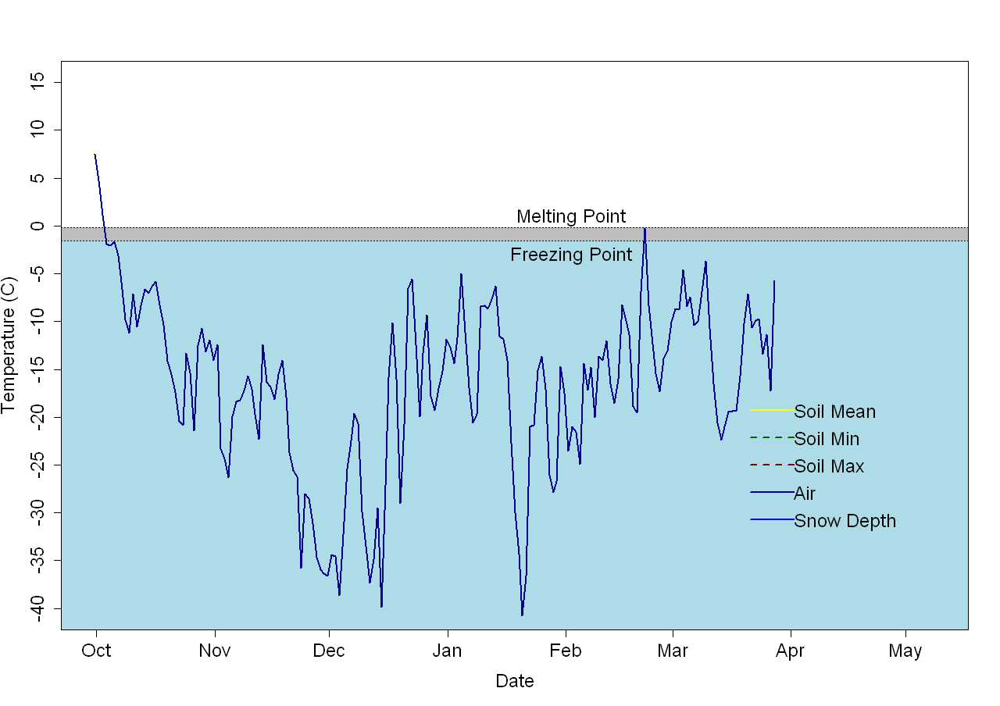 Temperature (C)
15
10
5
0
-5
-10
-15
-20
-25
-30
-35
-40
Melting Point
Freezing Point
Soil Mean
Soil Min
Soil Max
Air
Snow Depth
Oct Nov Dec Jan Feb Mar Apr May
Date